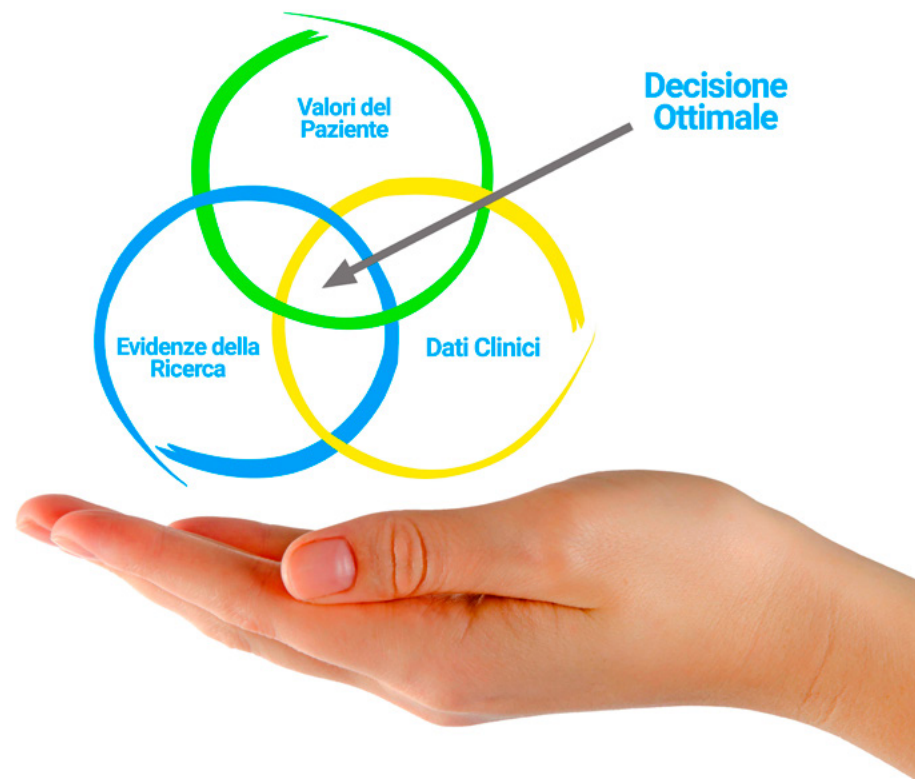 Valori del
Paziente
Decisione
Ottimale
Evidenze della
Ricerca
Dati Clinici